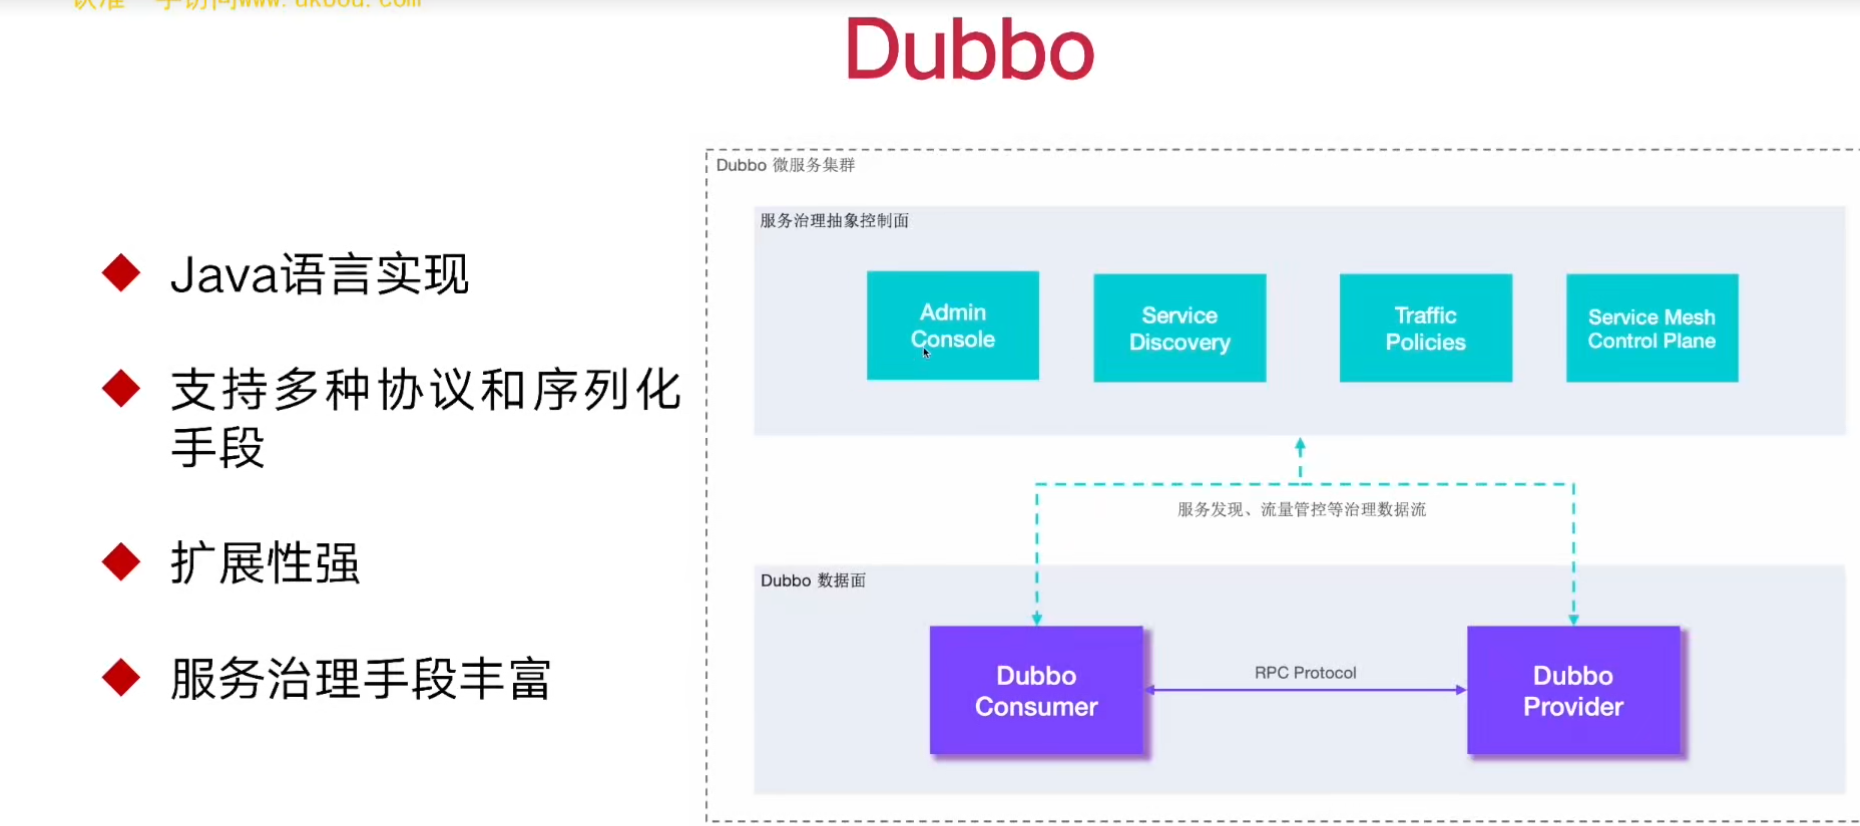 Dubbo
Java语言实现
支持多种协议和序列化
手段
扩展性强
服务治理手段丰富
Dubbo 微服务集群
服务治理抽象控制面
Admin
Console
Service
Discovery
Traffic
Policies
Service Mesh
Control Plane
服务发现、流量管控等治理数据流
Dubbo 数据面
Dubbo
Consumer
RPC Protocol
Dubbo
Provider